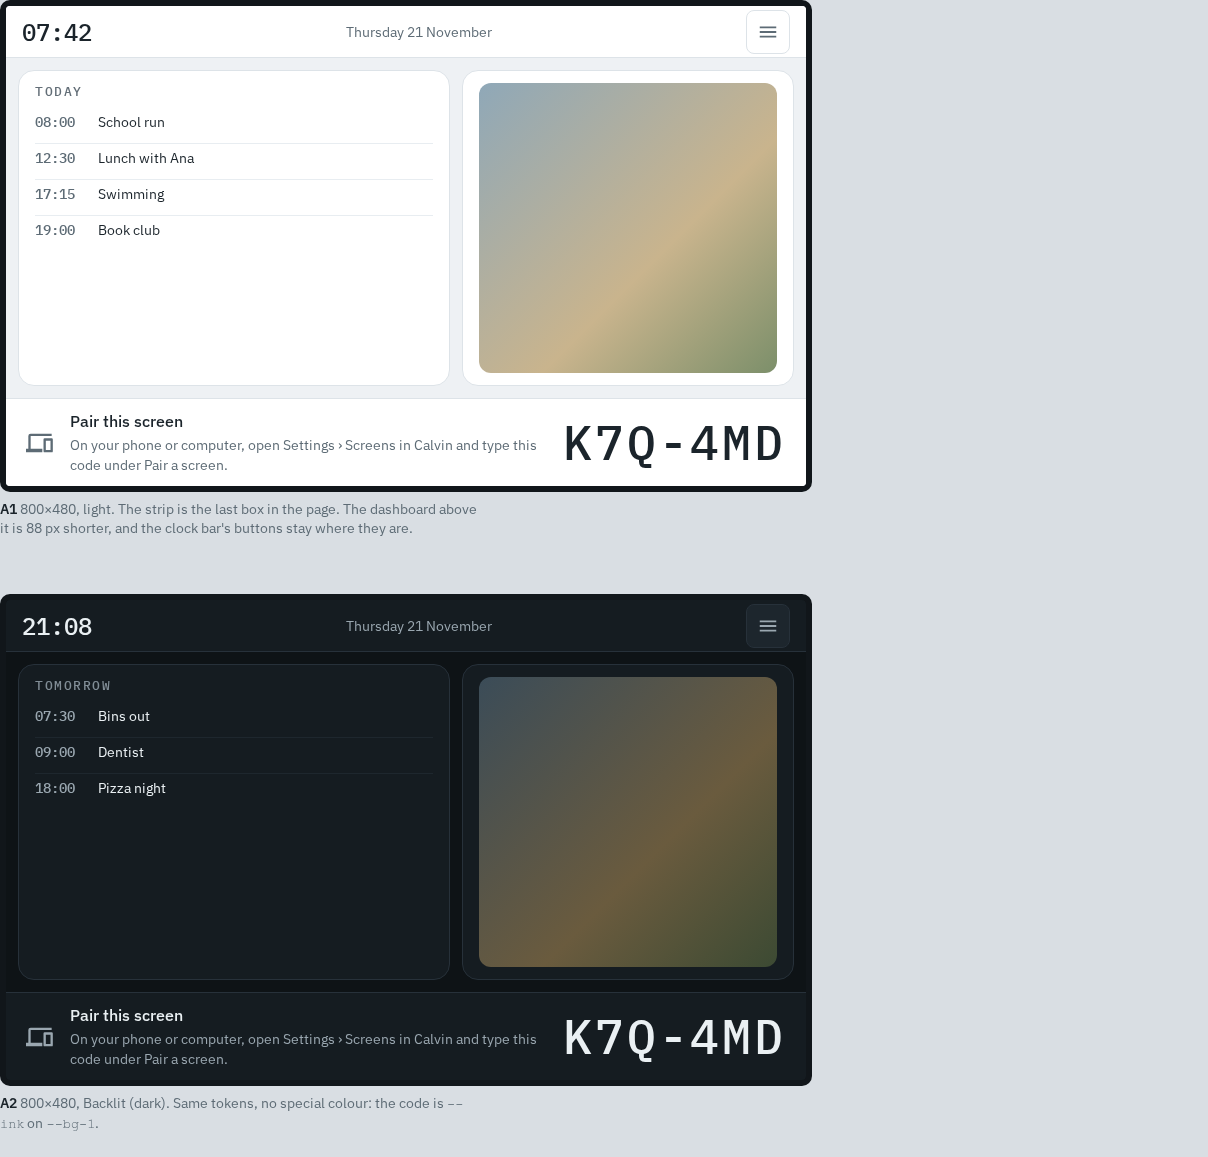 07:42
Thursday 21 November
TODAY
08:00 School run
12:30 Lunch with Ana
17:15 Swimming
19:00 Book club
Pair this screen
On your phone or computer, open Settings › Screens in Calvin and type this
code under Pair a screen.
K7Q-4MD
A1 800×480, light. The strip is the last box in the page. The dashboard above
it is 88 px shorter, and the clock bar's buttons stay where they are.
21:08
Thursday 21 November
TOMORROW
07:30 Bins out
09:00 Dentist
18:00 Pizza night
Pair this screen
On your phone or computer, open Settings › Screens in Calvin and type this
code under Pair a screen.
K7Q-4MD
A2 800×480, Backlit (dark). Same tokens, no special colour: the code is --
ink on --bg-1.